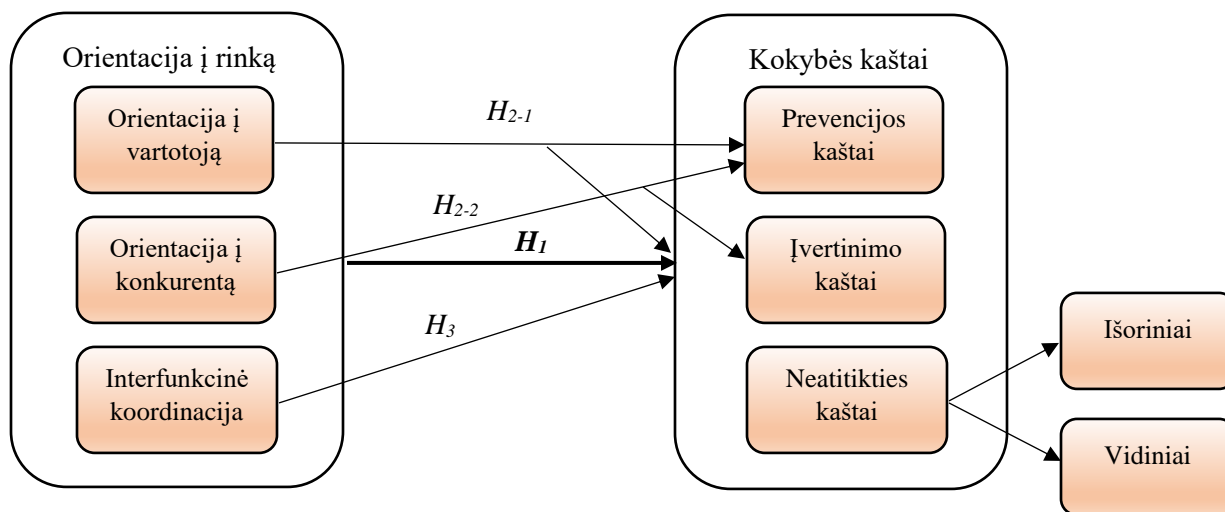 Orientacija į rinką
Orientacija į
vartotoją
Orientacija į
konkurentą
Interfunkcinė
koordinacija
H2-1
H2-2
H1
H3
Kokybės kaštai
Prevencijos
kaštai
Įvertinimo
kaštai
Neatitikties
kaštai
Išoriniai
Vidiniai